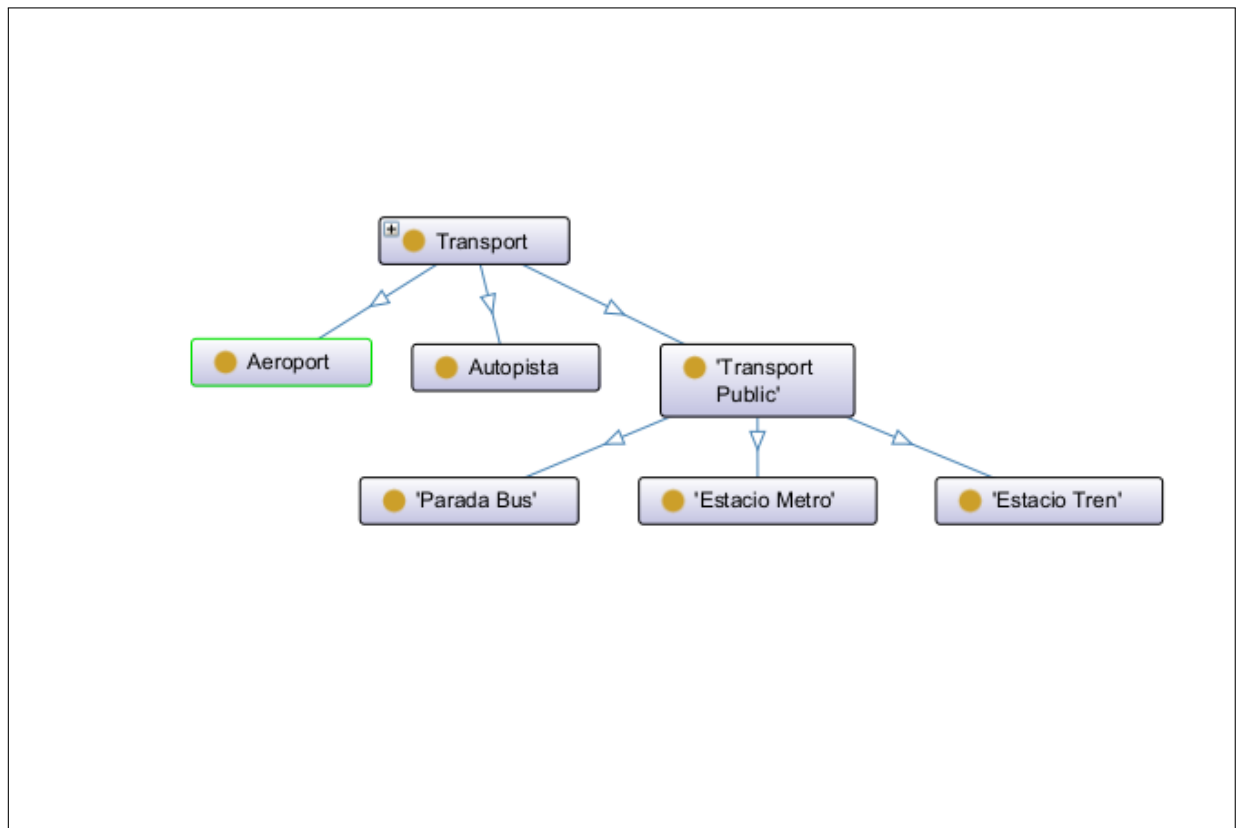 Transport
Aeroport
Autopista
'Transport
Public'
'Parada Bus'
'Estacio Metro'
'Estacio Tren'